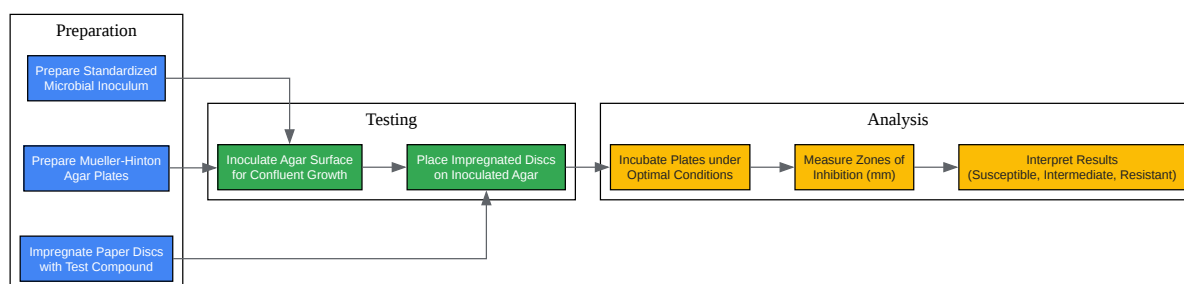 Preparation
Prepare Standardized
Microbial Inoculum
Prepare Mueller-Hinton
Agar Plates
Impregnate Paper Discs
with Test Compound
Testing
Inoculate Agar Surface
for Confluent Growth
Place Impregnated Discs
on Inoculated Agar
Analysis
Incubate Plates under
Optimal Conditions
Measure Zones of
Inhibition (mm)
Interpret Results
(Susceptible, Intermediate, Resistant)